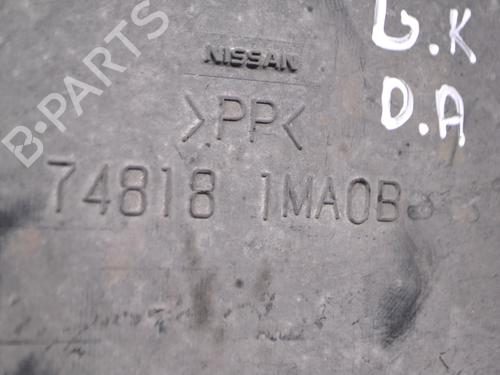 B-PARTS
NISSAN
>PP<
74818 1MA0B
G.K
D.A